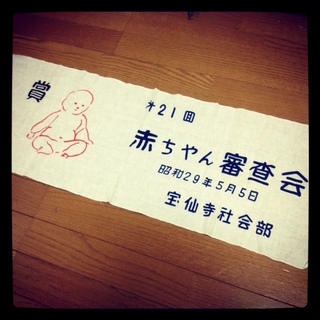 賞
第21回
赤ちゃん審査会
昭和29年5月5日
宝仙寺社会部